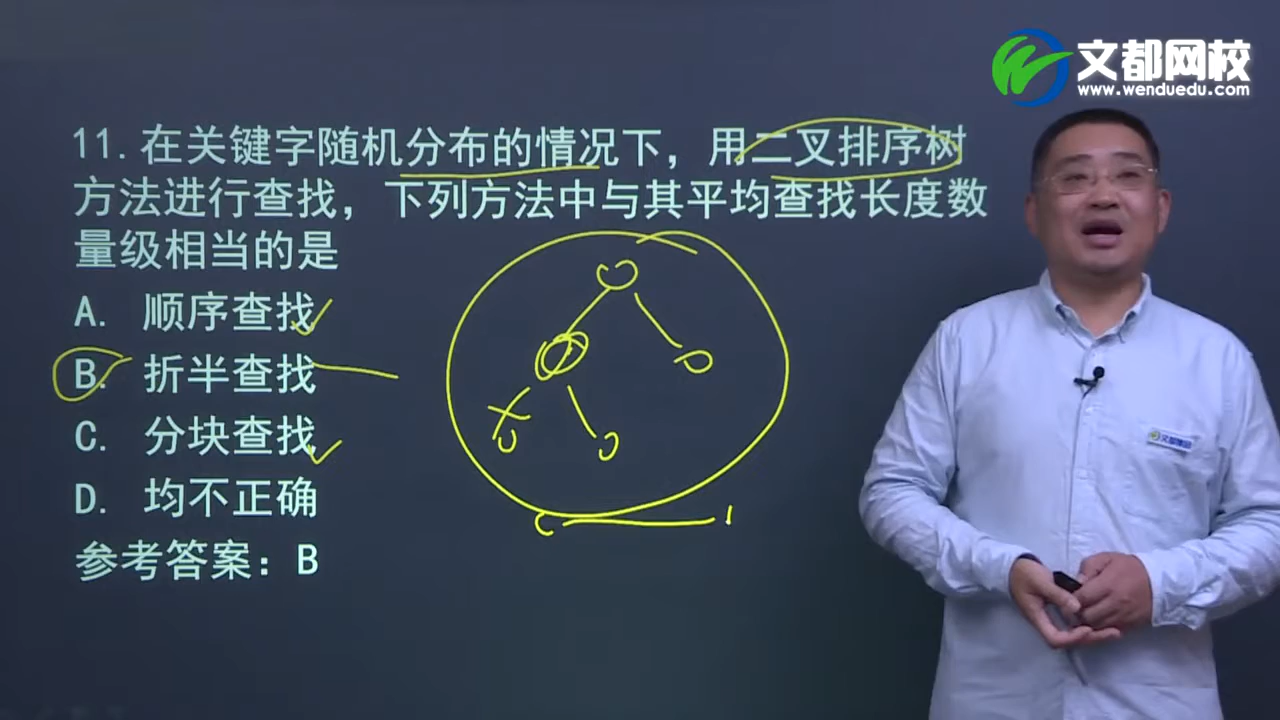 文都网校
www.wenduedu.com
11.在关键字随机分布的情况下，用二叉排序树
方法进行查找，下列方法中与其平均查找长度数
量级相当的是
A. 顺序查找
B. 折半查找
C. 分块查找
D. 均不正确
参考答案：B